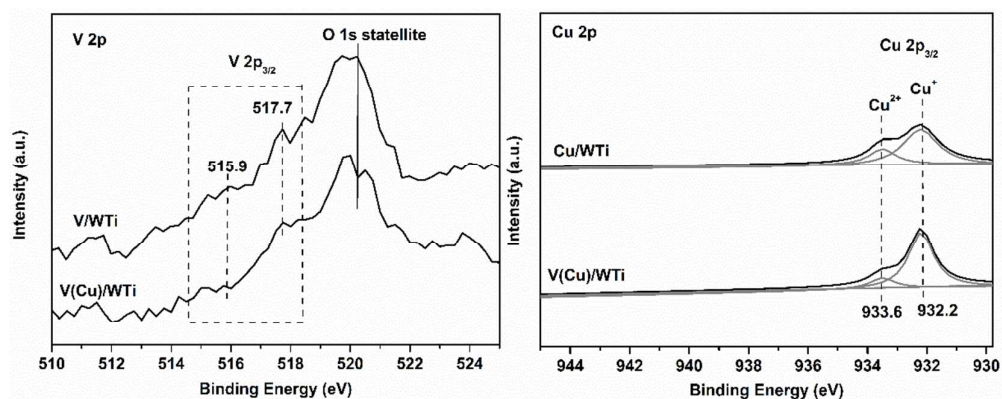 V 2p
O 1s statellite
V 2p3/2
517.7
515.9
V/WTi
V(Cu)/WTi
Intensity (a.u.)
510 512 514 516 518 520 522 524
Binding Energy (eV)
Cu 2p
Cu 2p3/2
Cu+
Cu2+
Cu/WTi
V(Cu)/WTi
933.6 932.2
Intensity (a.u.)
944 942 940 938 936 934 932 930
Binding Energy (eV)